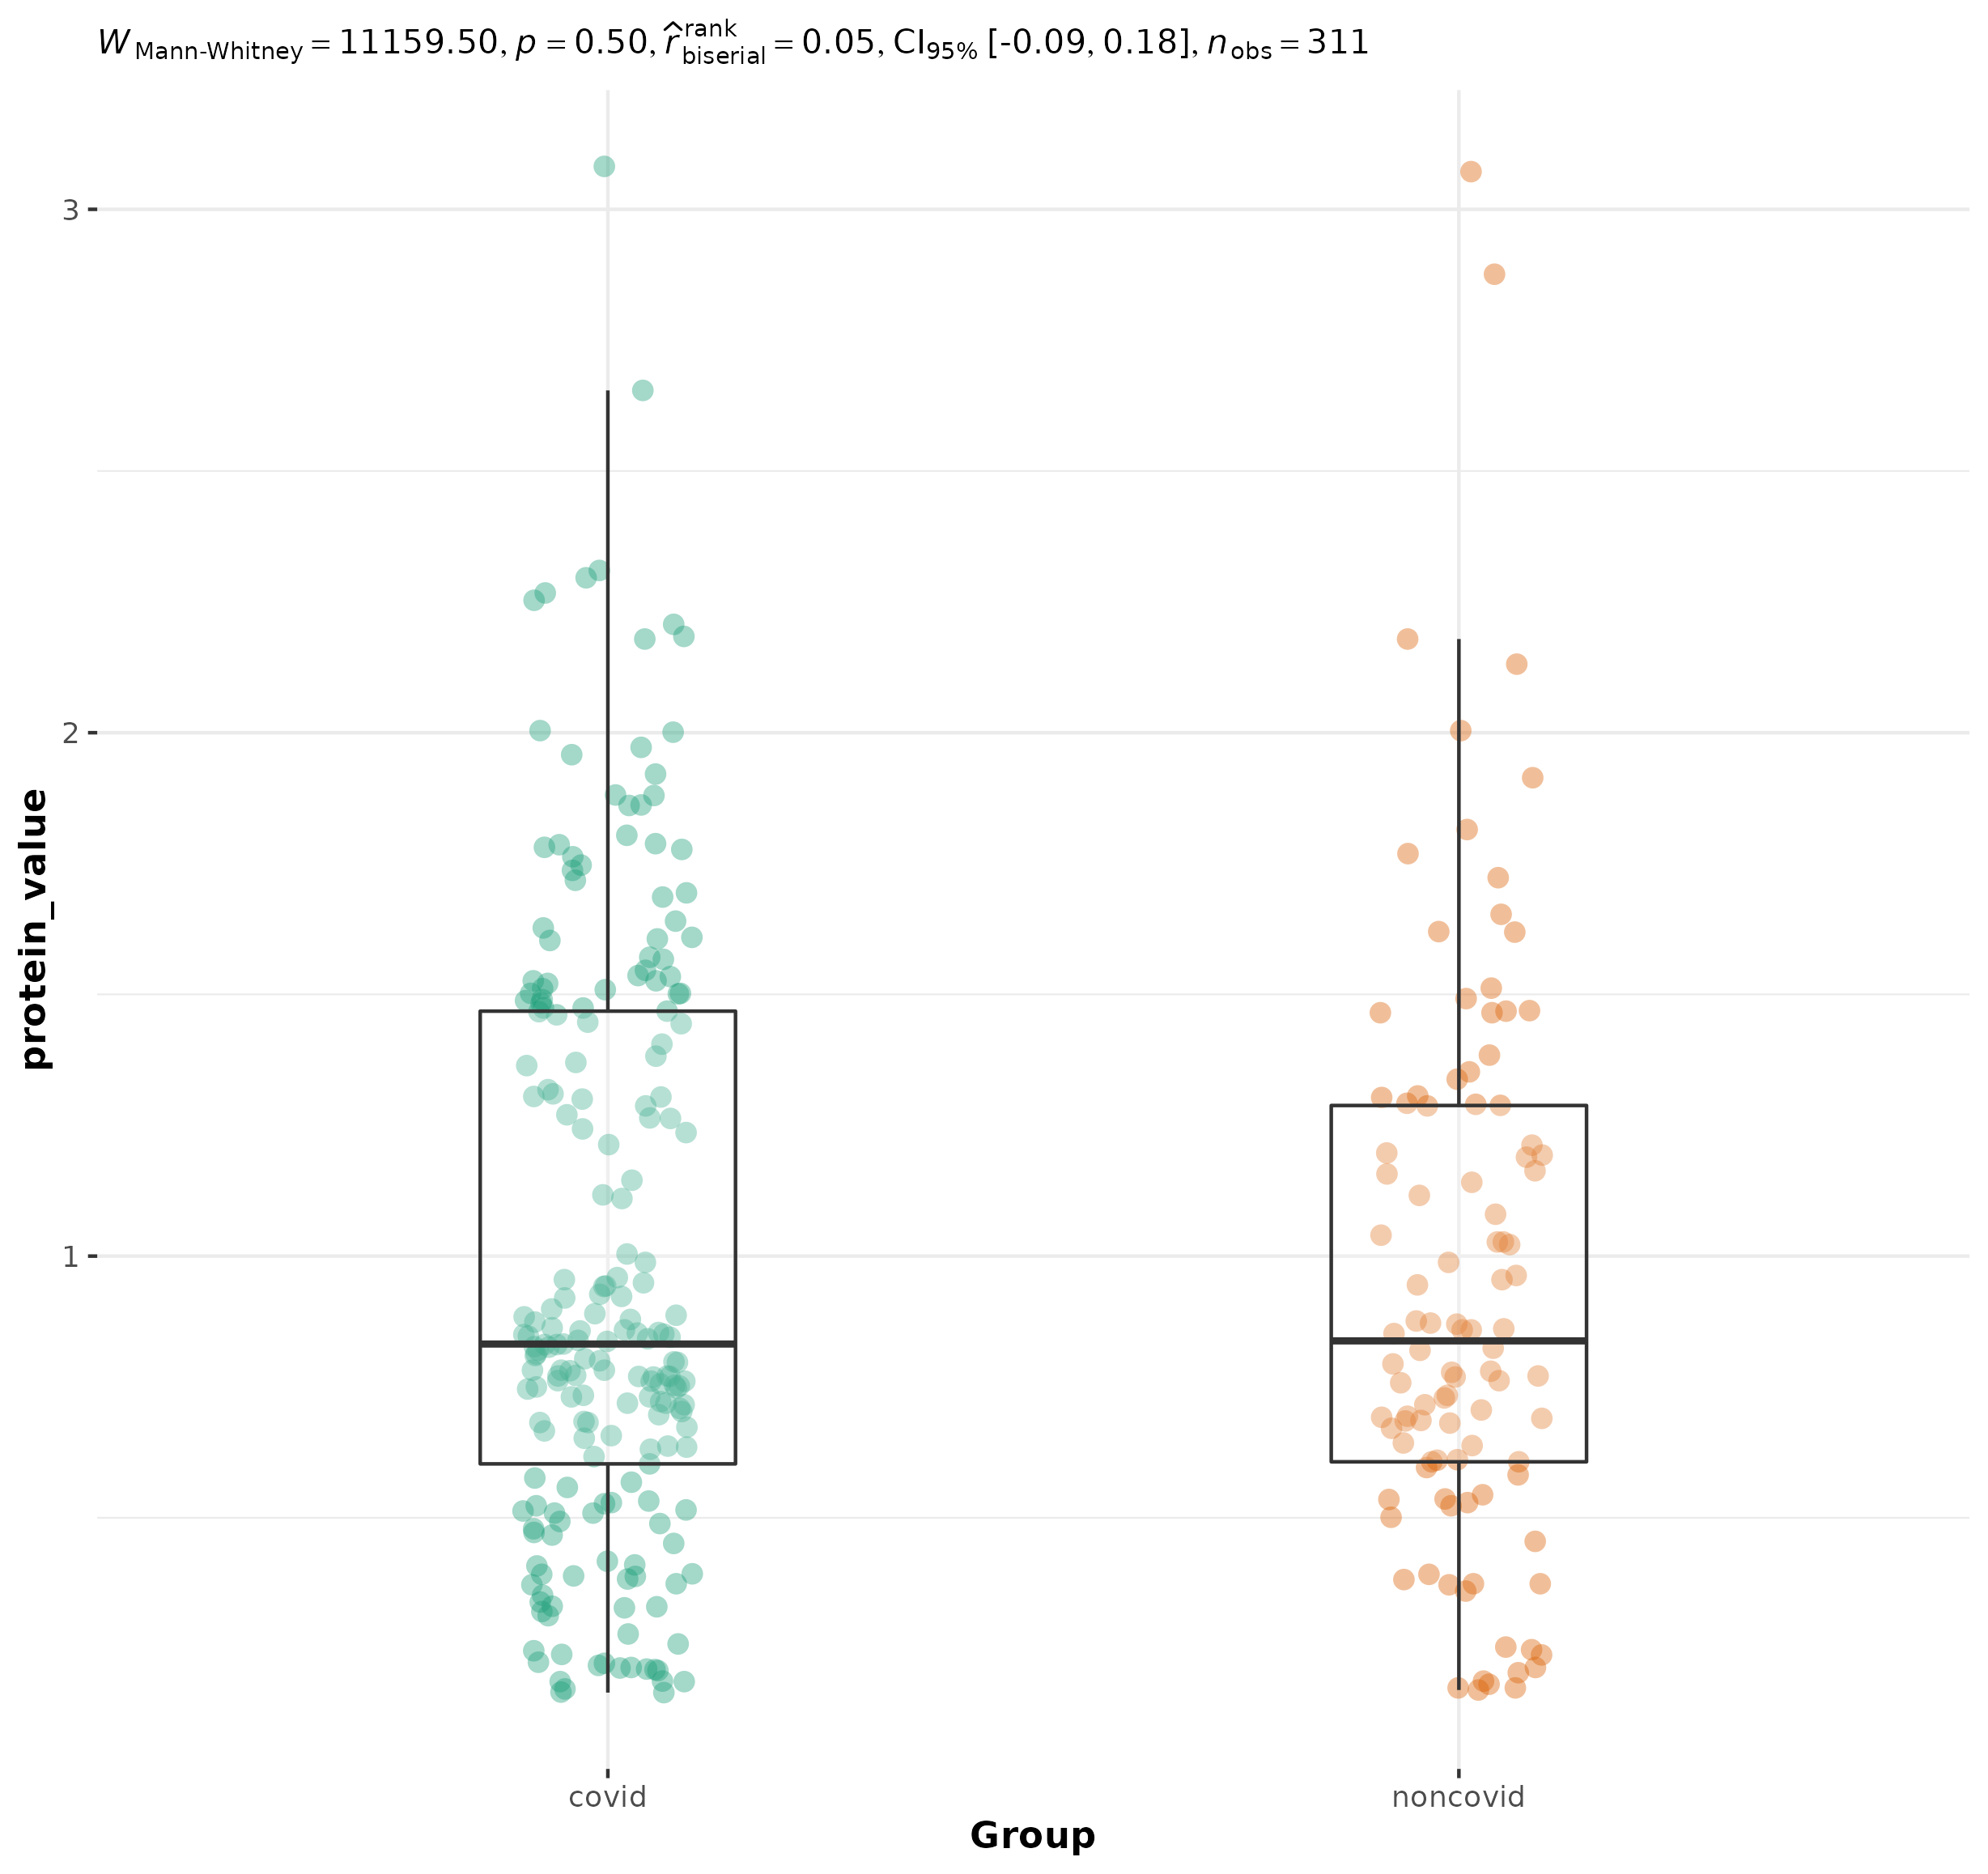 W Mann-Whitney = 11159.50, p = 0.50, r̂ rank biserial = 0.05, CI95% [-0.09, 0.18], n obs = 311
3
2
1
protein_value
covid noncovid
Group